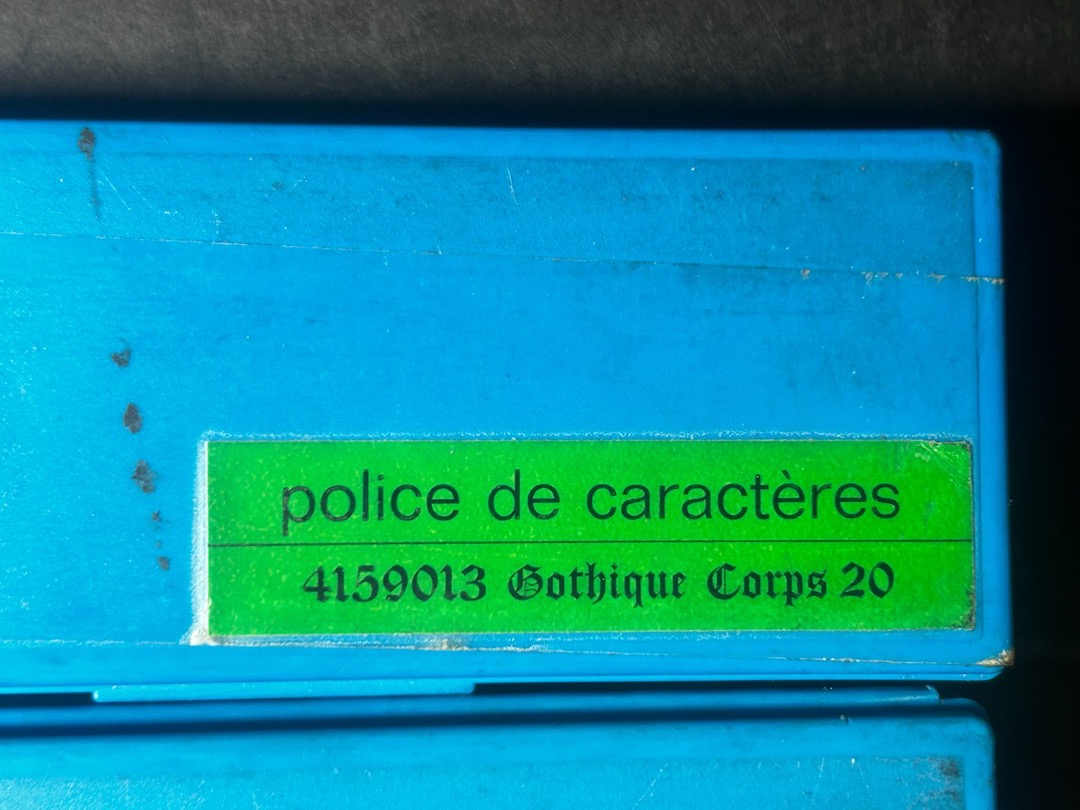 police de caractères
4159013 Gothique Corps 20